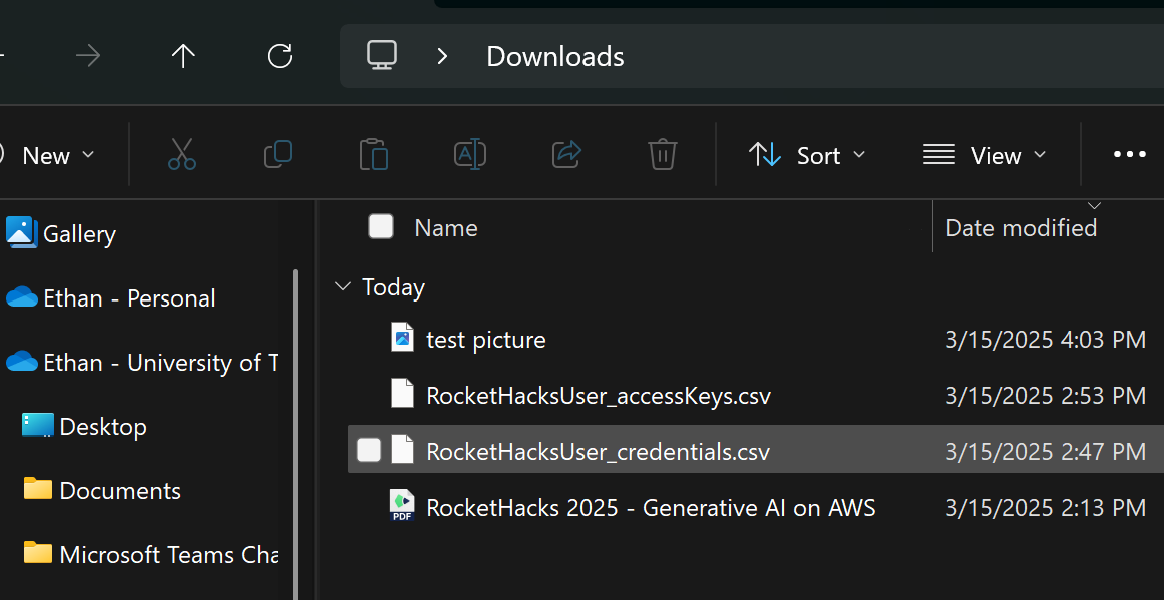 Downloads
New
Sort
View
Gallery
Ethan - Personal
Ethan - University of T
Desktop
Documents
Microsoft Teams Cha
Name Date modified
Today
test picture 3/15/2025 4:03 PM
RocketHacksUser_accessKeys.csv 3/15/2025 2:53 PM
RocketHacksUser_credentials.csv 3/15/2025 2:47 PM
PDF RocketHacks 2025 - Generative AI on AWS 3/15/2025 2:13 PM